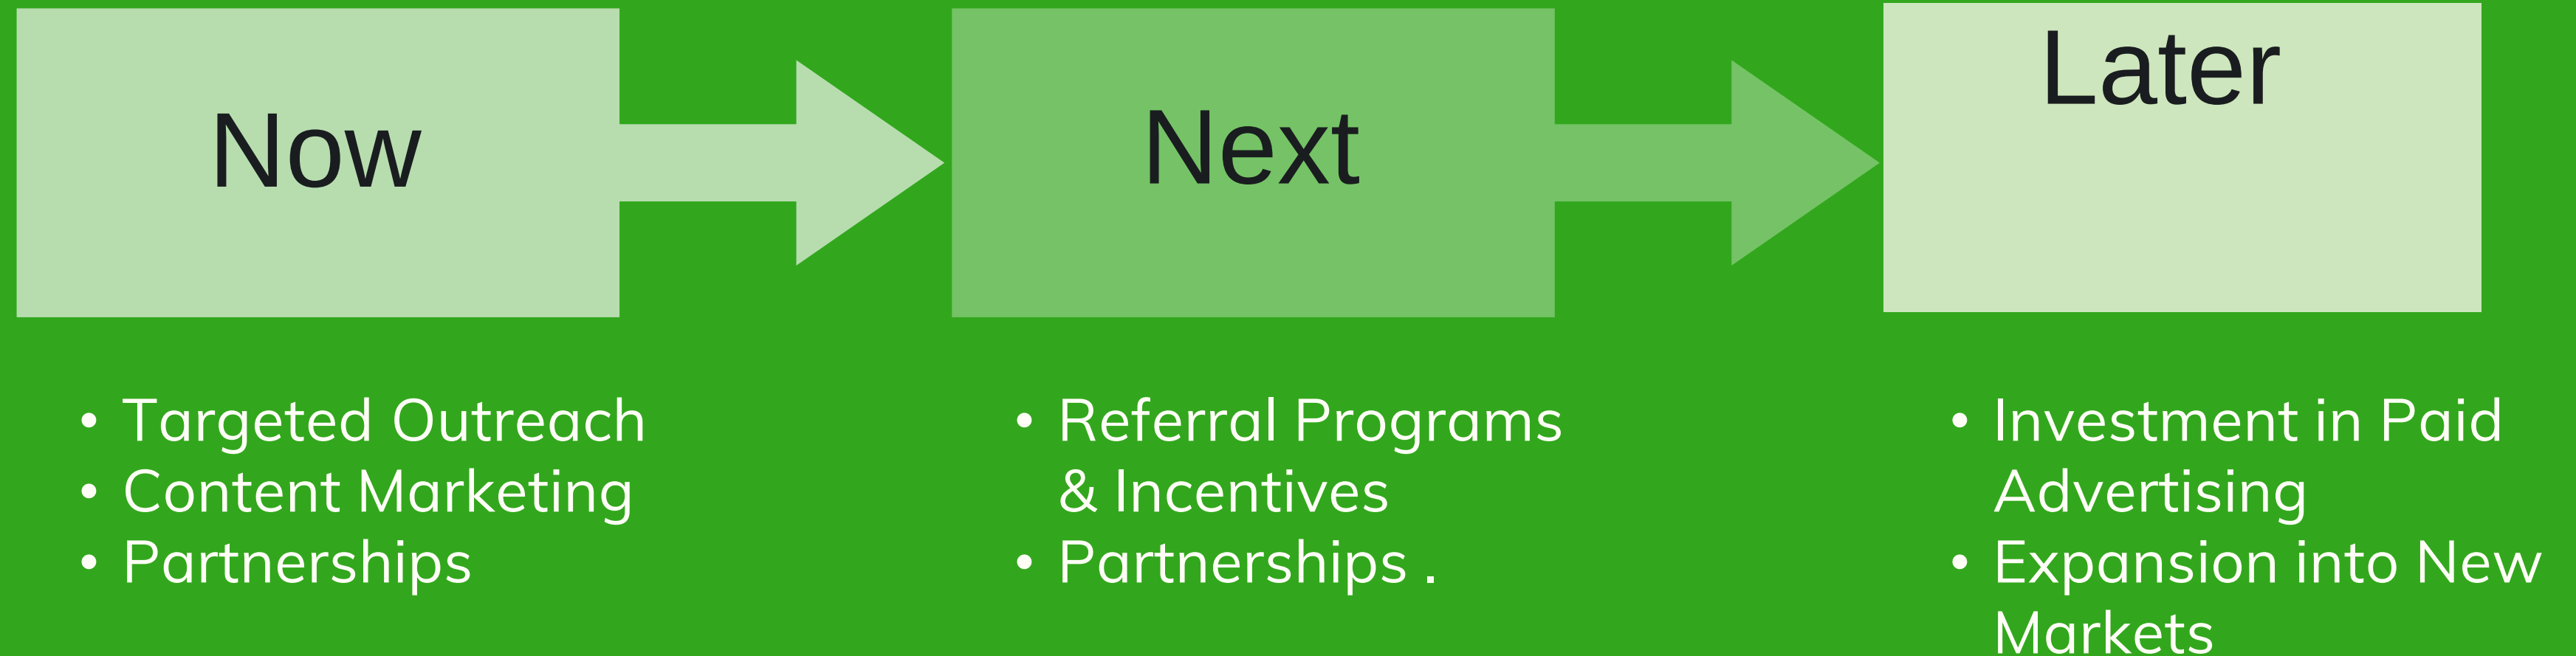 Now
Next
Later
• Targeted Outreach
• Content Marketing
• Partnerships
• Referral Programs
& Incentives
• Partnerships .
• Investment in Paid
Advertising
• Expansion into New
Markets